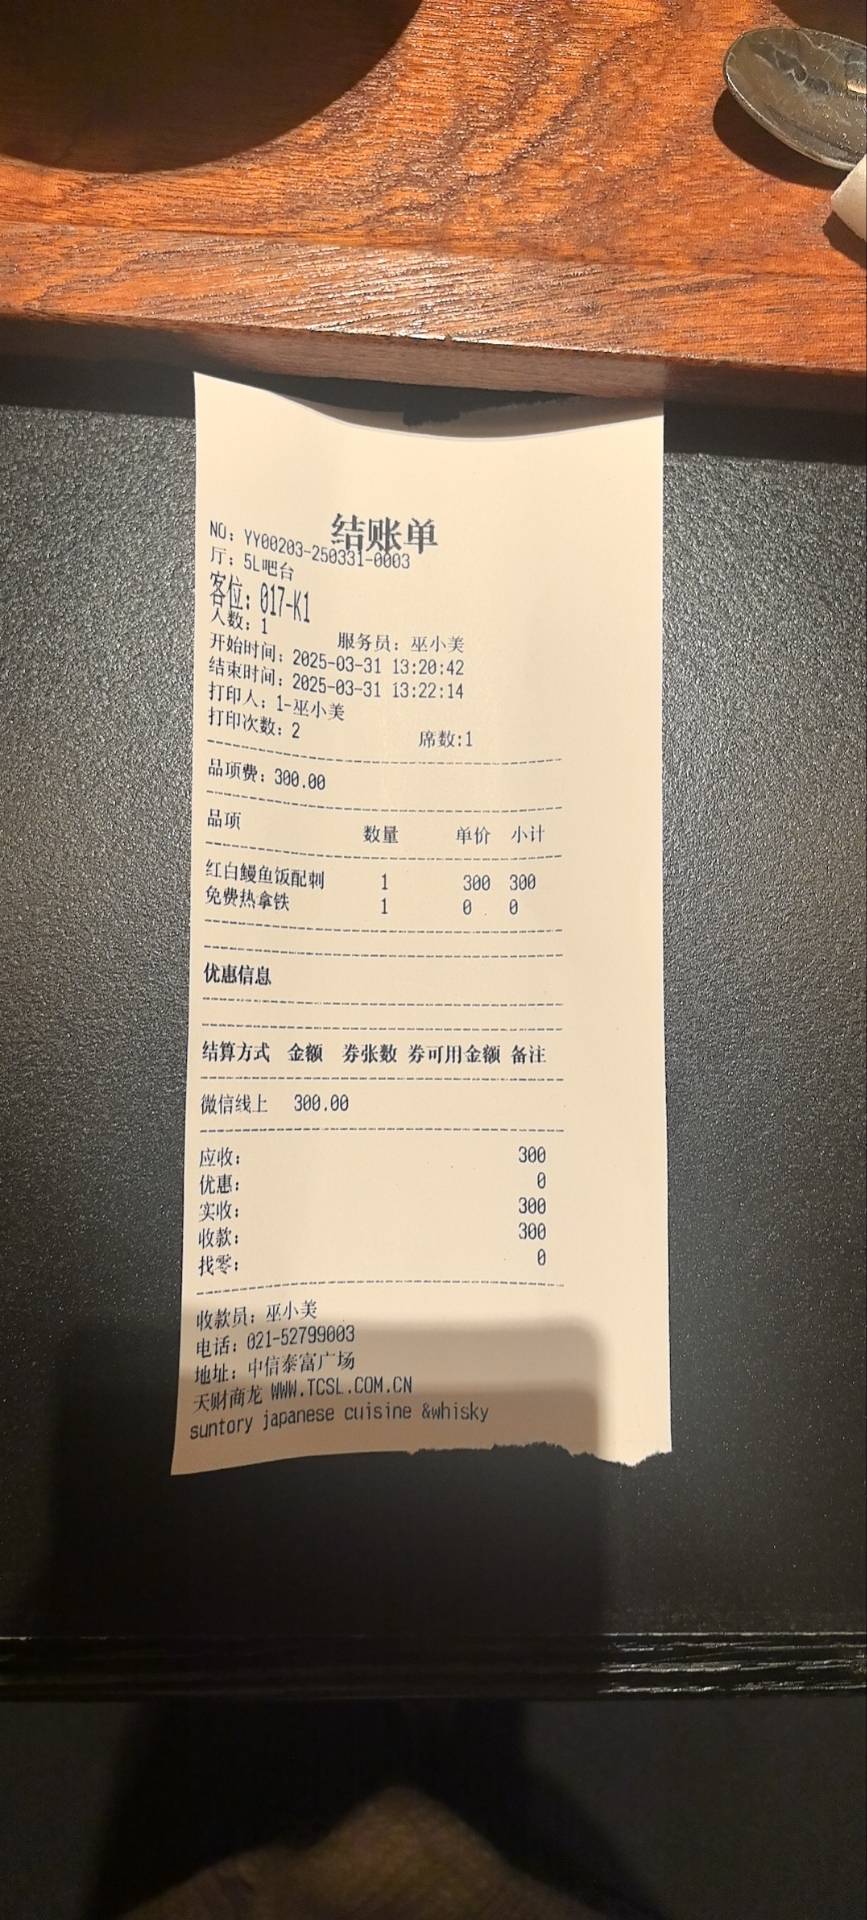 结账单
NO: YY00203-250331-0003
厅: 5L吧台
客位: 017-K1
人数: 1 服务员: 巫小美
开始时间: 2025-03-31 13:20:42
结束时间: 2025-03-31 13:22:14
打印人: 1-巫小美
打印次数: 2 席数:1
品项费: 300.00
品项 数量 单价 小计
红白鳗鱼饭配刺 1 300 300
免费热拿铁 1 0 0
优惠信息
结算方式 金额 券张数 券可用金额 备注
微信线上 300.00
应收: 300
优惠: 0
实收: 300
收款: 300
找零: 0
收款员: 巫小美
电话: 021-52799003
地址: 中信泰富广场
天财商龙 WWW.TCSL.COM.CN
suntory japanese cuisine &whisky